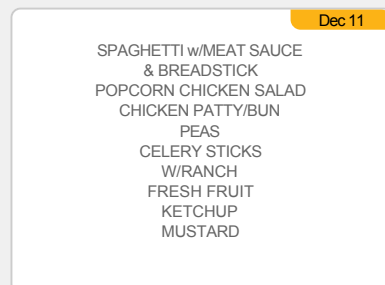 Dec 11
SPAGHETTI w/MEAT SAUCE
& BREADSTICK
POPCORN CHICKEN SALAD
CHICKEN PATTY/BUN
PEAS
CELERY STICKS
W/RANCH
FRESH FRUIT
KETCHUP
MUSTARD